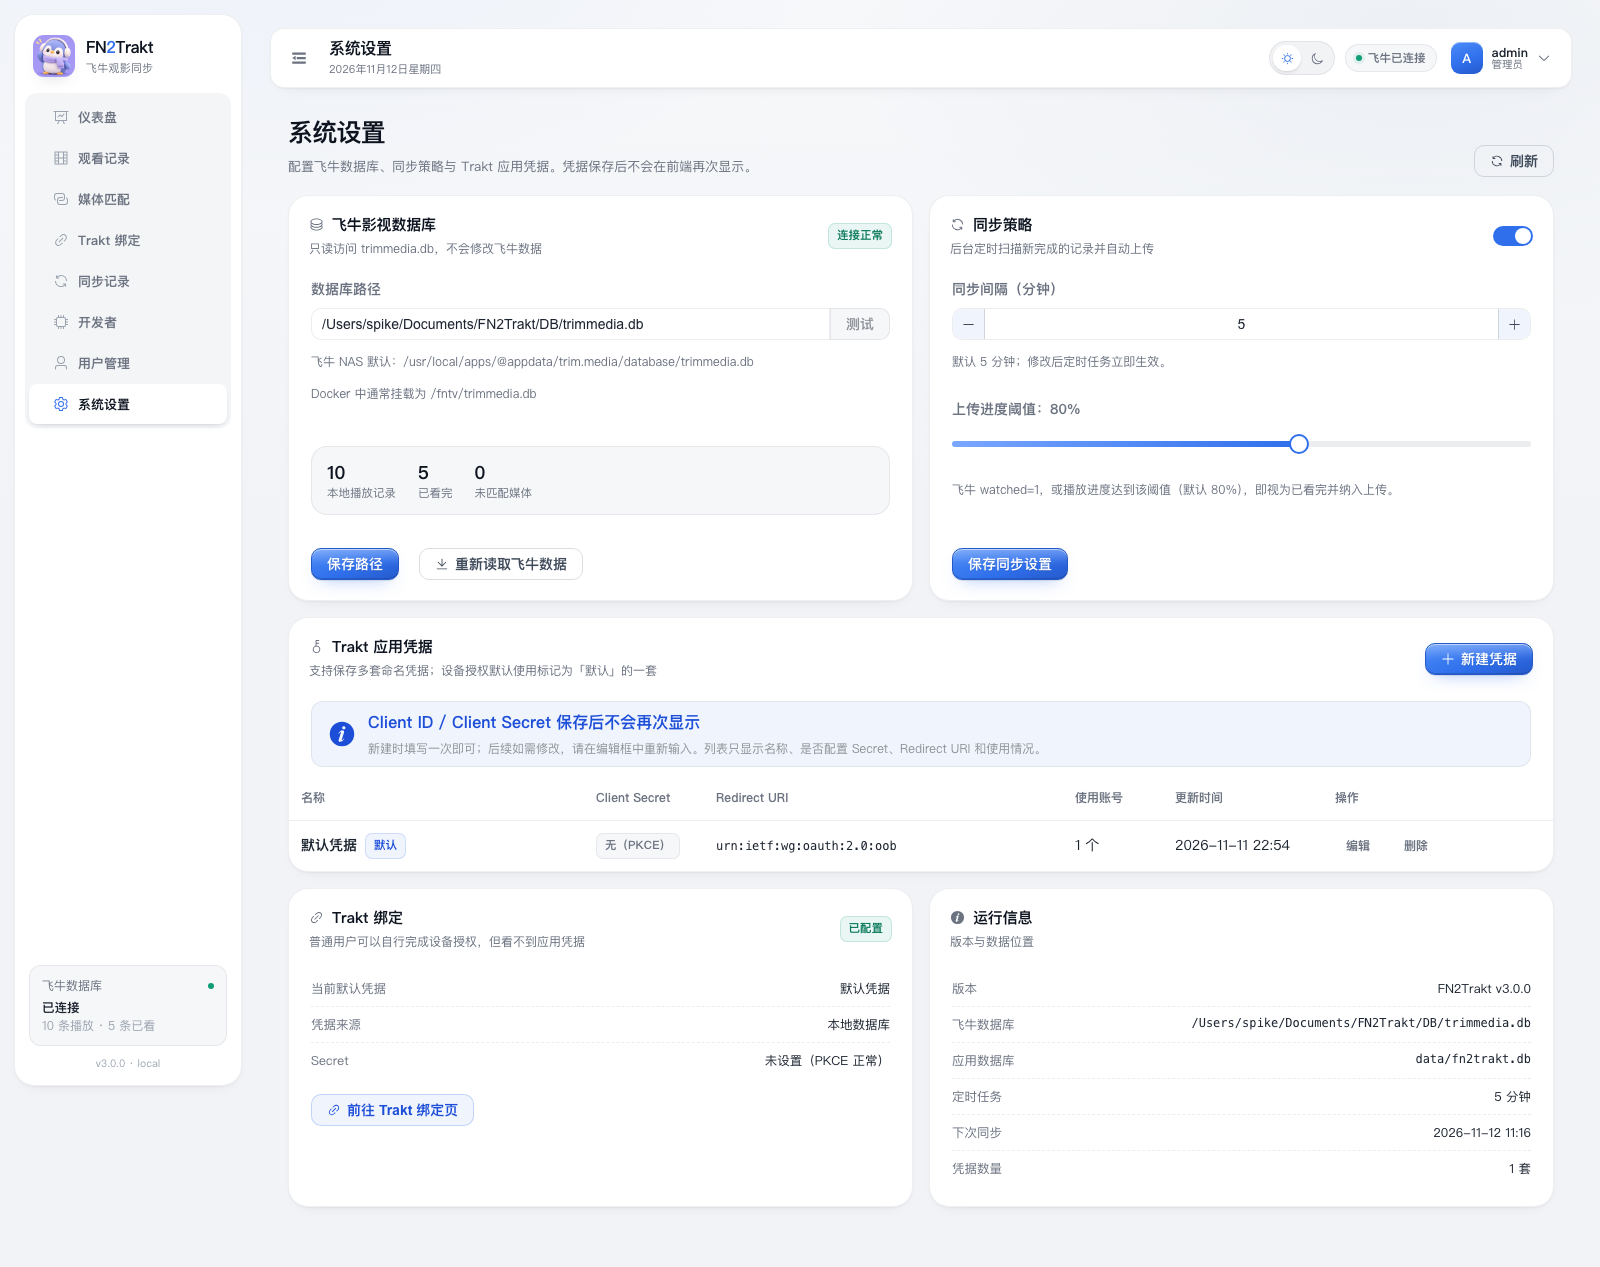 FN2Trakt
飞牛观影同步
仪表盘
观看记录
媒体匹配
Trakt 绑定
同步记录
开发者
用户管理
系统设置
飞牛数据库
已连接
10 条播放 · 5 条已看
v3.0.0 · local
系统设置
2026年11月12日星期四
飞牛已连接
A
admin
管理员
系统设置
配置飞牛数据库、同步策略与 Trakt 应用凭据。凭据保存后不会在前端再次显示。
刷新
飞牛影视数据库
只读访问 trimmedia.db，不会修改飞牛数据
连接正常
数据库路径
/Users/spike/Documents/FN2Trakt/DB/trimmedia.db
测试
飞牛 NAS 默认：/usr/local/apps/@appdata/trim.media/database/trimmedia.db
Docker 中通常挂载为 /fntv/trimmedia.db
10 5 0
本地播放记录 已看完 未匹配媒体
保存路径
重新读取飞牛数据
同步策略
后台定时扫描新完成的记录并自动上传
同步间隔（分钟）
5
默认 5 分钟；修改后定时任务立即生效。
上传进度阈值：80%
飞牛 watched=1，或播放进度达到该阈值（默认 80%），即视为已看完并纳入上传。
保存同步设置
Trakt 应用凭据
支持保存多套命名凭据；设备授权默认使用标记为「默认」的一套
新建凭据
Client ID / Client Secret 保存后不会再次显示
新建时填写一次即可；后续如需修改，请在编辑框中重新输入。列表只显示名称、是否配置 Secret、Redirect URI 和使用情况。
名称 Client Secret Redirect URI 使用账号 更新时间 操作
默认凭据 默认 无（PKCE） urn:ietf:wg:oauth:2.0:oob 1 个 2026-11-11 22:54 编辑 删除
Trakt 绑定
普通用户可以自行完成设备授权，但看不到应用凭据
已配置
当前默认凭据 默认凭据
凭据来源 本地数据库
Secret 未设置（PKCE 正常）
前往 Trakt 绑定页
运行信息
版本与数据位置
版本 FN2Trakt v3.0.0
飞牛数据库 /Users/spike/Documents/FN2Trakt/DB/trimmedia.db
应用数据库 data/fn2trakt.db
定时任务 5 分钟
下次同步 2026-11-12 11:16
凭据数量 1 套